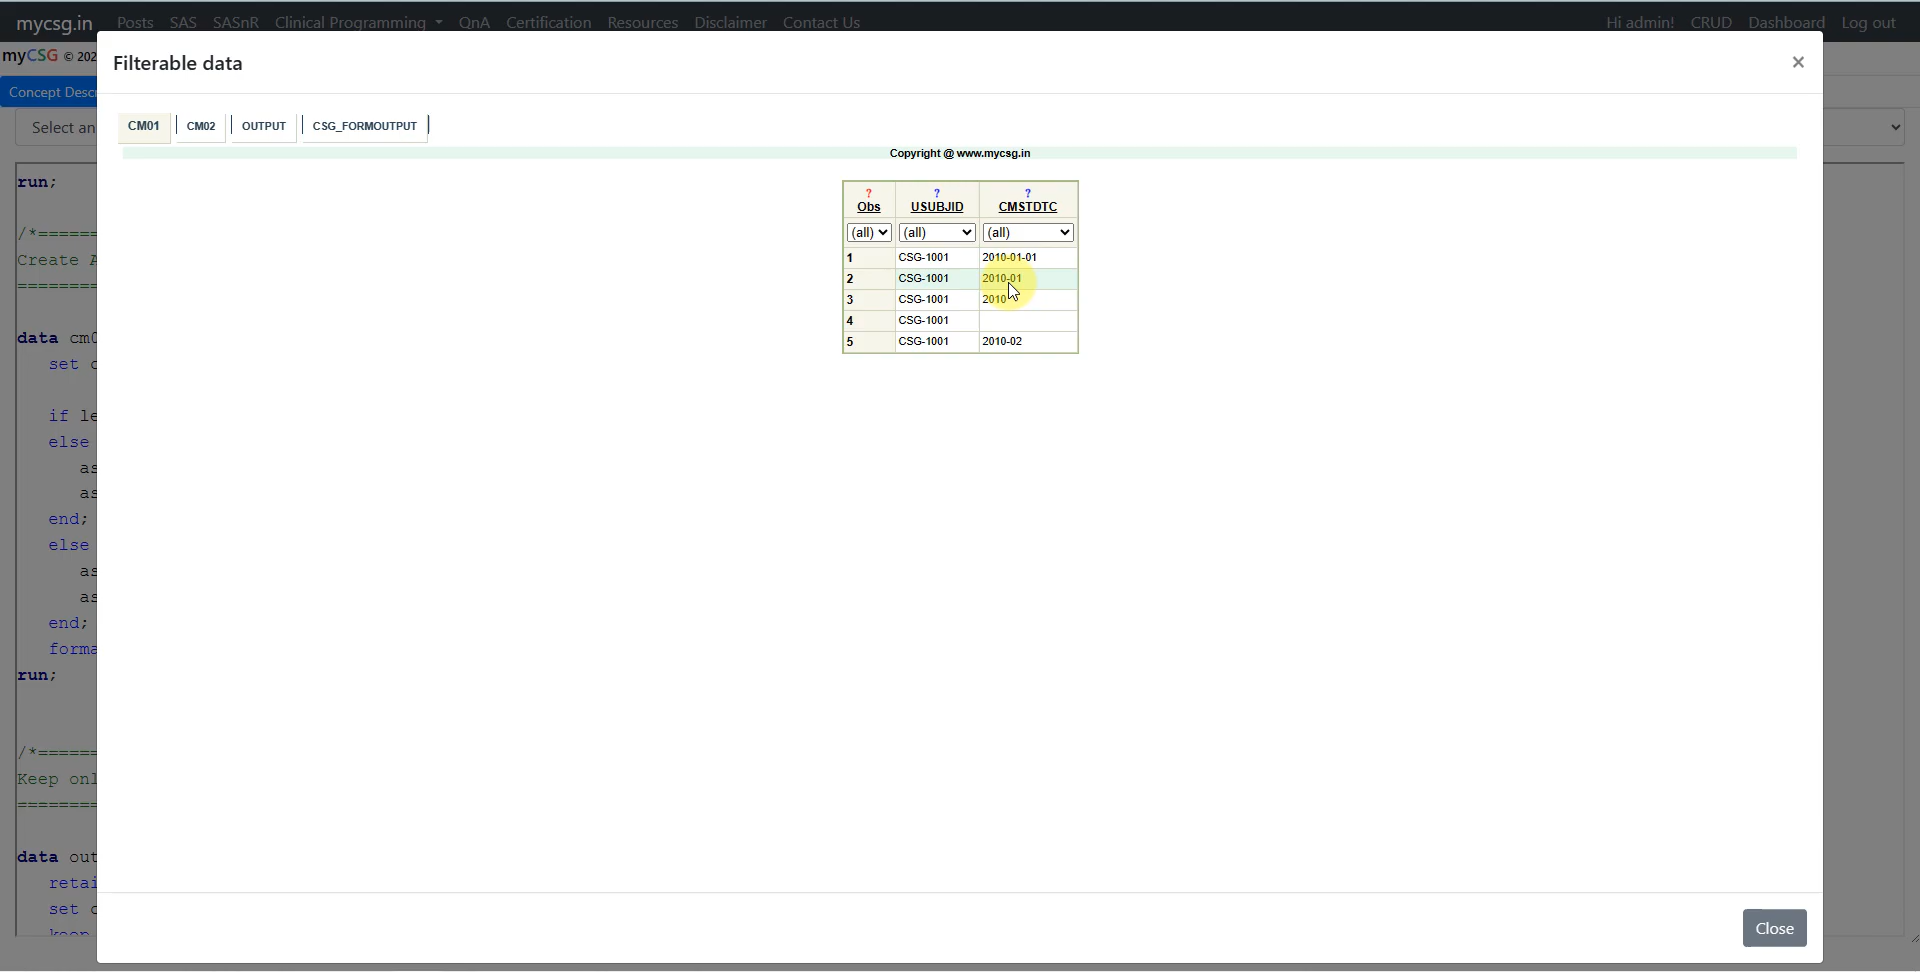 mycsg.in Posts SAS SASnR Clinical Programming QnA Certification Resources Disclaimer Contact Us Hi admin! CRUD Dashboard Log out
myCSG © 202
Filterable data ×
Concept Descr
Select an
CM01 CM02 OUTPUT CSG_FORMOUTPUT
Copyright @ www.mycsg.in
? ? ?
Obs USUBJID CMSTDTC
(all) (all) (all)
1 CSG-1001 2010-01-01
2 CSG-1001 2010-01
3 CSG-1001 2010
4 CSG-1001
5 CSG-1001 2010-02
run;
/*======
Create A
=========
data cm0
set c
if le
else
as
as
end;
else
as
as
end;
forma
run;
/*======
Keep onl
=========
data out
retai
set c
keep
Close